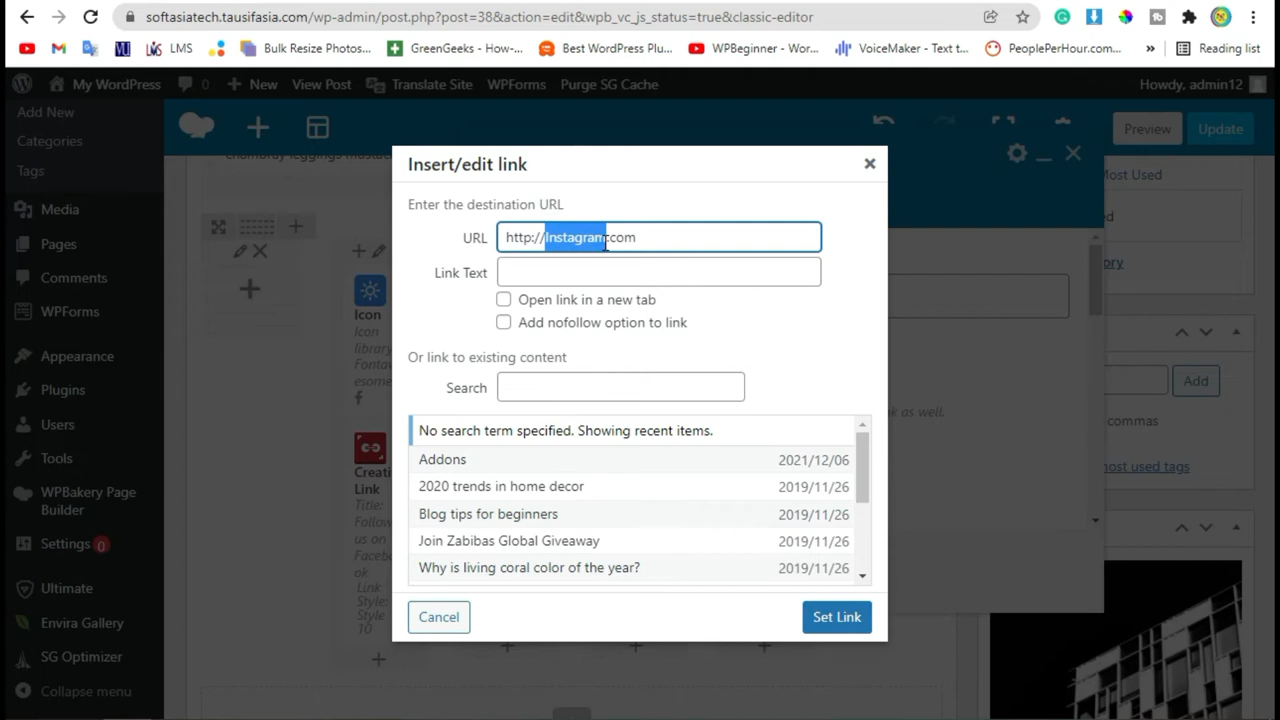 softasiatech.tausifasia.com/wp-admin/post.php?post=38&action=edit&wpb_vc_js_status=true&classic-editor
LMS
Bulk Resize Photos...
GreenGeeks - How-...
Best WordPress Plu...
WPBeginner - Wor...
VoiceMaker - Text t...
PeoplePerHour.com...
»
Reading list
My WordPress
0
New
View Post
Translate Site
WPForms
Purge SG Cache
Howdy, admin12
Add New
Categories
Tags
Media
Pages
Comments
WPForms
Appearance
Plugins
Users
Tools
WPBakery Page
Builder
Settings 0
Ultimate
Envira Gallery
SG Optimizer
Collapse menu
Preview
Update
Icon
Icon
library:
Fontaw
esome
Creati
Link
Title:
Follow
us on
Facebo
ok
Link
Style:
Style
10
Insert/edit link
Enter the destination URL
URL
http://Instagram.com
Link Text
Open link in a new tab
Add nofollow option to link
Or link to existing content
Search
No search term specified. Showing recent items.
Addons 2021/12/06
2020 trends in home decor 2019/11/26
Blog tips for beginners 2019/11/26
Join Zabibas Global Giveaway 2019/11/26
Why is living coral color of the year? 2019/11/26
Cancel
Set Link
Most Used
Add
commas
as well.
most used tags